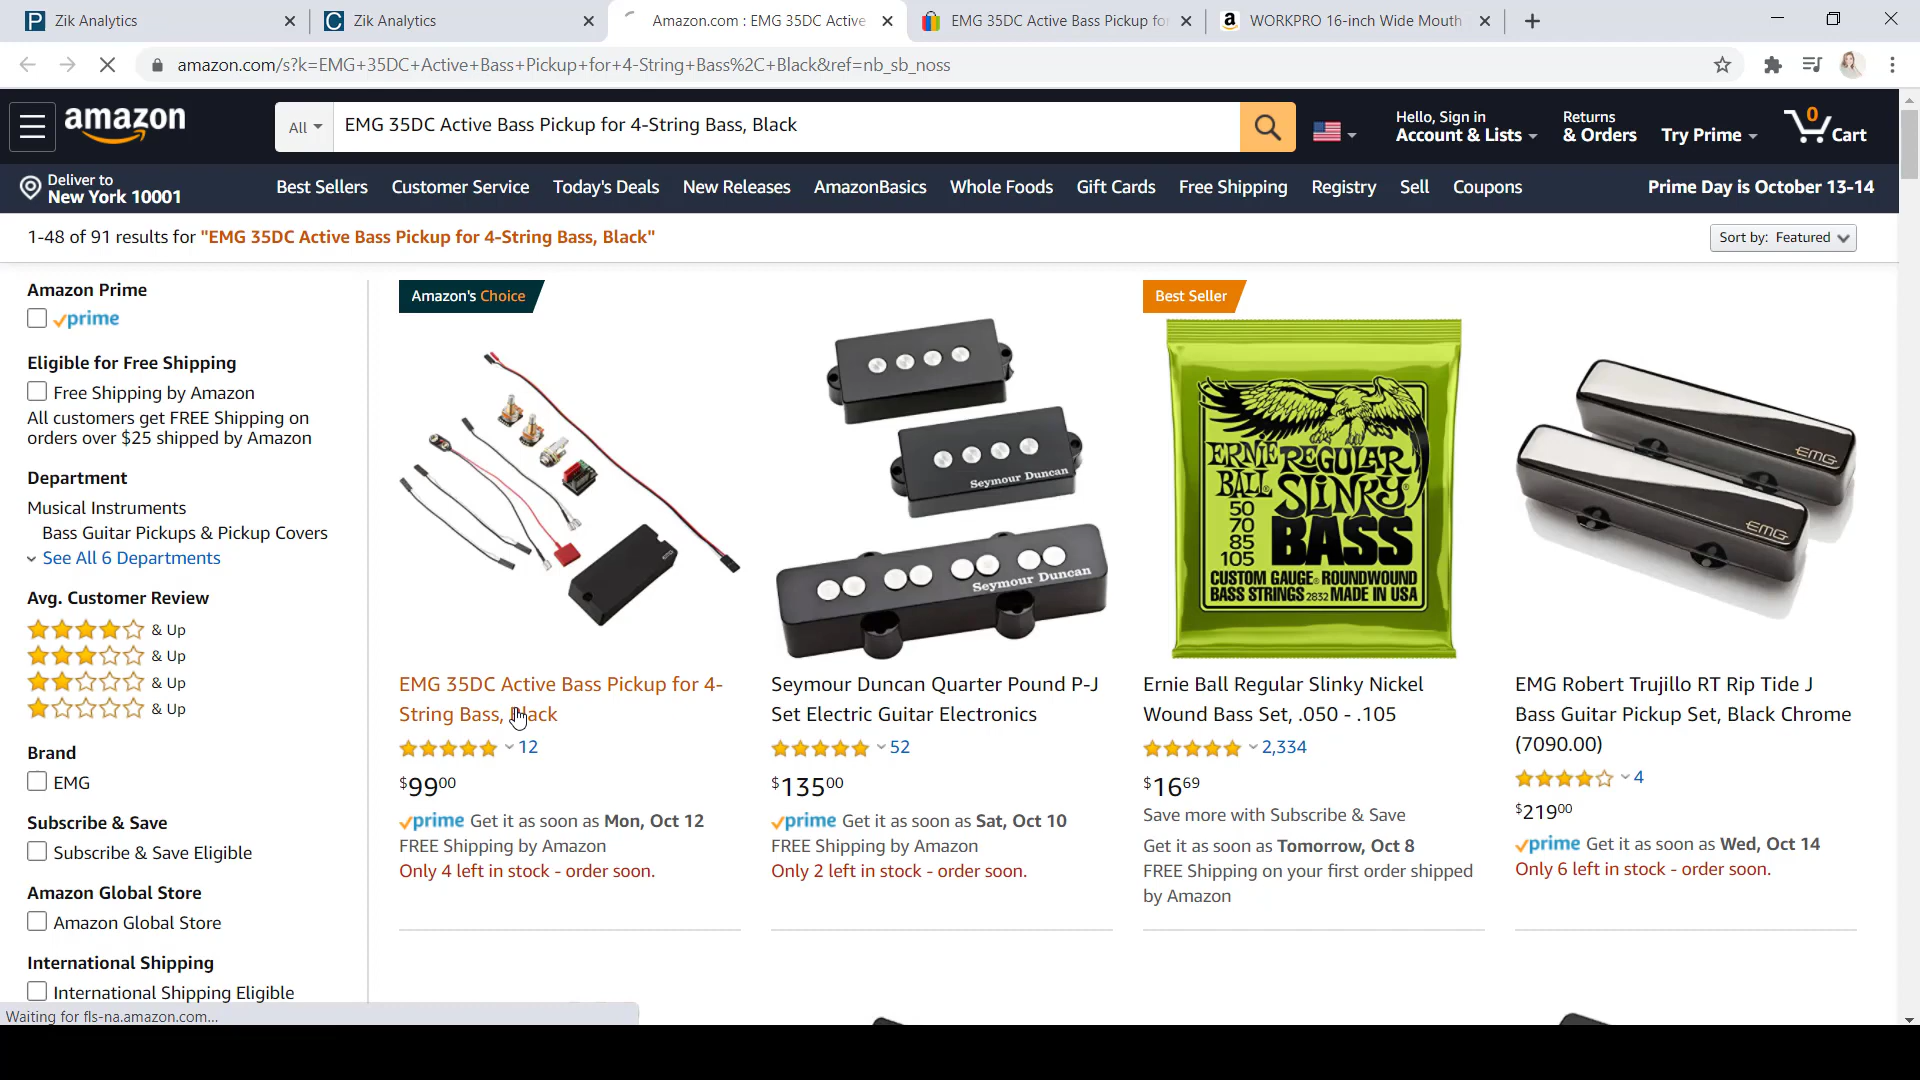 Zik Analytics
Zik Analytics
Amazon.com : EMG 35DC Active
EMG 35DC Active Bass Pickup fo
WORKPRO 16-inch Wide Mouth
amazon.com/s?k=EMG+35DC+Active+Bass+Pickup+for+4-String+Bass%2C+Black&ref=nb_sb_noss
amazon
All
EMG 35DC Active Bass Pickup for 4-String Bass, Black
Hello, Sign in
Account & Lists
Returns
& Orders
Try Prime
0
Cart
Deliver to
New York 10001
Best Sellers
Customer Service
Today's Deals
New Releases
AmazonBasics
Whole Foods
Gift Cards
Free Shipping
Registry
Sell
Coupons
Prime Day is October 13-14
1-48 of 91 results for "EMG 35DC Active Bass Pickup for 4-String Bass, Black"
Sort by: Featured
Amazon Prime
prime
Eligible for Free Shipping
Free Shipping by Amazon
All customers get FREE Shipping on
orders over $25 shipped by Amazon
Department
Musical Instruments
Bass Guitar Pickups & Pickup Covers
See All 6 Departments
Avg. Customer Review
& Up
& Up
& Up
& Up
Brand
EMG
Subscribe & Save
Subscribe & Save Eligible
Amazon Global Store
Amazon Global Store
International Shipping
International Shipping Eligible
Amazon's Choice
EMG 35DC Active Bass Pickup for 4-
String Bass, Black
12
$9900
prime Get it as soon as Mon, Oct 12
FREE Shipping by Amazon
Only 4 left in stock - order soon.
Seymour Duncan
Seymour Duncan
Seymour Duncan Quarter Pound P-J
Set Electric Guitar Electronics
52
$13500
prime Get it as soon as Sat, Oct 10
FREE Shipping by Amazon
Only 2 left in stock - order soon.
Best Seller
ERNIE BALL
REGULAR
SLINKY
50
70
85
105
BASS
CUSTOM GAUGE ROUNDWOUND
BASS STRINGS 2832 MADE IN USA
Ernie Ball Regular Slinky Nickel
Wound Bass Set, .050 - .105
2,334
$1669
Save more with Subscribe & Save
Get it as soon as Tomorrow, Oct 8
FREE Shipping on your first order shipped
by Amazon
EMG
EMG
EMG Robert Trujillo RT Rip Tide J
Bass Guitar Pickup Set, Black Chrome
(7090.00)
4
$21900
prime Get it as soon as Wed, Oct 14
Only 6 left in stock - order soon.
Waiting for fls-na.amazon.com...